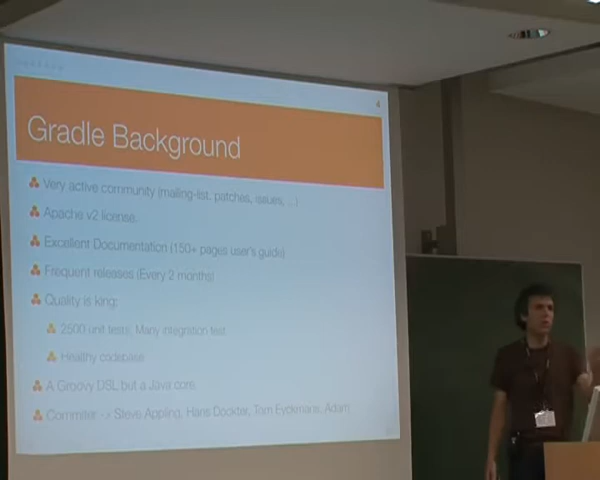 4
Gradle Background
Very active community (mailing-list, patches, issues, ...)
Apache v2 license.
Excellent Documentation (150+ pages user's guide)
Frequent releases (Every 2 months)
Quality is king:
2500 unit tests. Many integration test.
Healthy codebase
A Groovy DSL but a Java core.
Commiter -> Steve Appling, Hans Dockter, Tom Eyckmans, Adam